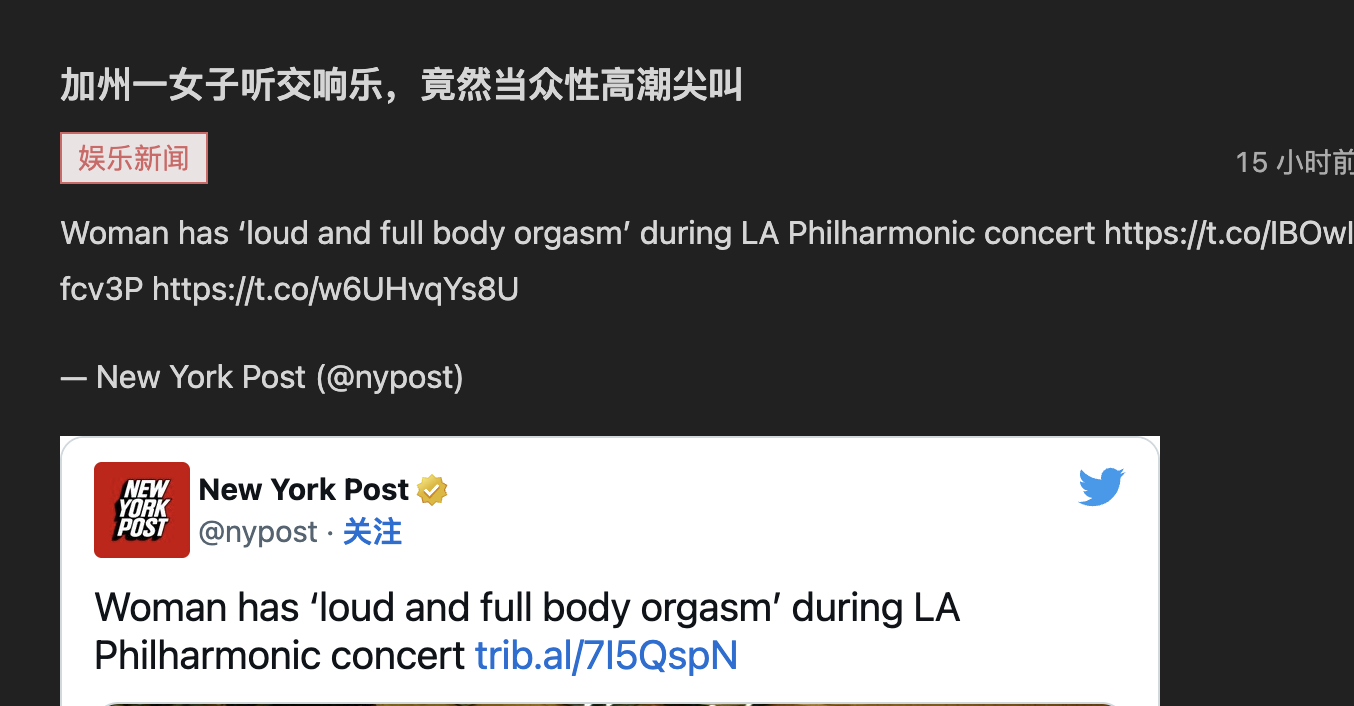 加州一女子听交响乐，竟然当众性高潮尖叫
娱乐新闻
15 小时前
Woman has ‘loud and full body orgasm’ during LA Philharmonic concert https://t.co/IBOwI
fcv3P https://t.co/w6UHvqYs8U
— New York Post (@nypost)
NEW
YORK
POST
New York Post
@nypost · 关注
Woman has ‘loud and full body orgasm’ during LA
Philharmonic concert trib.al/7I5QspN